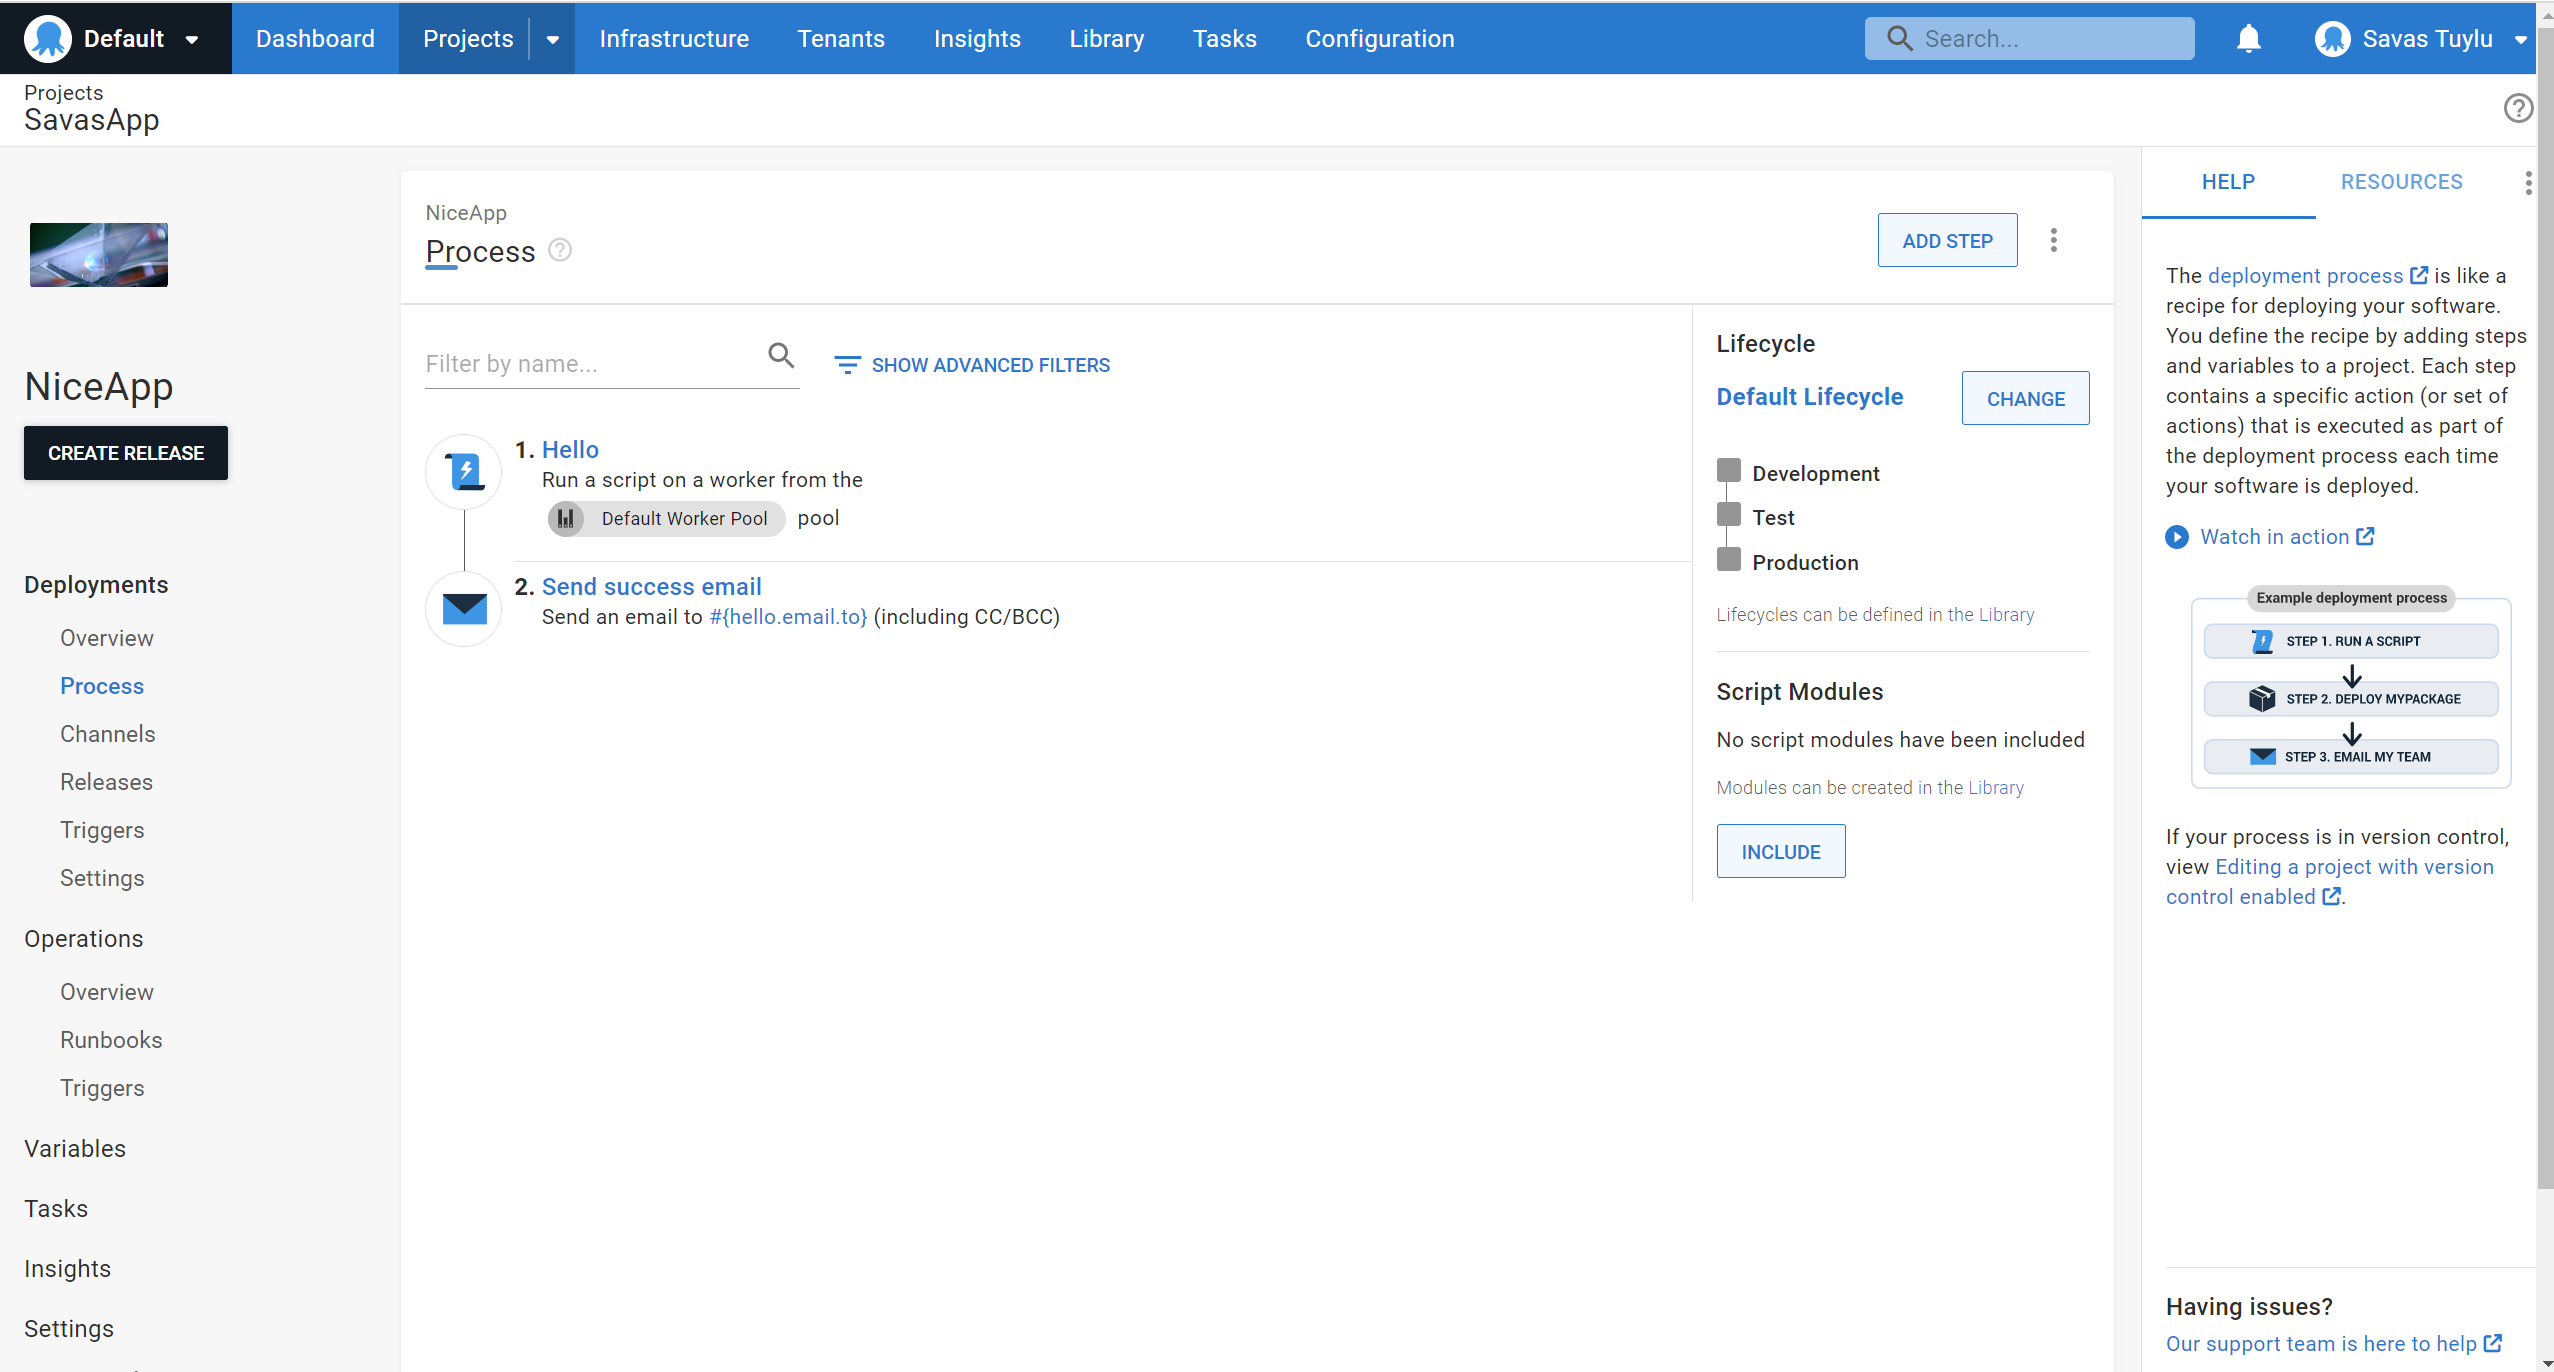 Default
Dashboard
Projects
Infrastructure
Tenants
Insights
Library
Tasks
Configuration
Search...
Savas Tuylu
Projects
SavasApp
NiceApp
CREATE RELEASE
Deployments
Overview
Process
Channels
Releases
Triggers
Settings
Operations
Overview
Runbooks
Triggers
Variables
Tasks
Insights
Settings
NiceApp
Process
ADD STEP
Filter by name...
SHOW ADVANCED FILTERS
1. Hello
Run a script on a worker from the
Default Worker Pool pool
2. Send success email
Send an email to #{hello.email.to} (including CC/BCC)
Lifecycle
Default Lifecycle
CHANGE
Development
Test
Production
Lifecycles can be defined in the Library
Script Modules
No script modules have been included
Modules can be created in the Library
INCLUDE
HELP
RESOURCES
The deployment process is like a
recipe for deploying your software.
You define the recipe by adding steps
and variables to a project. Each step
contains a specific action (or set of
actions) that is executed as part of
the deployment process each time
your software is deployed.
Watch in action
Example deployment process
STEP 1. RUN A SCRIPT
STEP 2. DEPLOY MYPACKAGE
STEP 3. EMAIL MY TEAM
If your process is in version control,
view Editing a project with version
control enabled.
Having issues?
Our support team is here to help